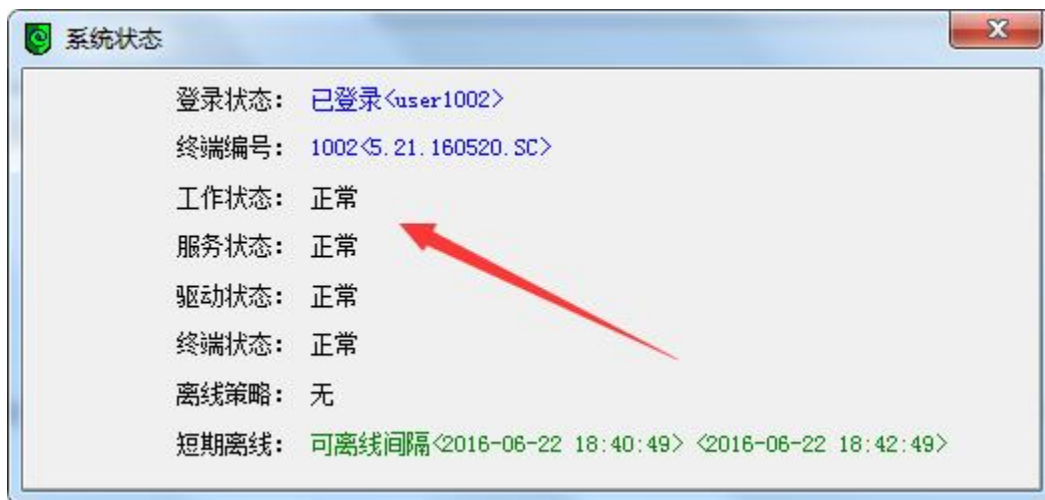 系统状态
登录状态： 已登录<user1002>
终端编号： 1002<5.21.160520.SC>
工作状态： 正常
服务状态： 正常
驱动状态： 正常
终端状态： 正常
离线策略： 无
短期离线： 可离线间隔<2016-06-22 18:40:49> <2016-06-22 18:42:49>